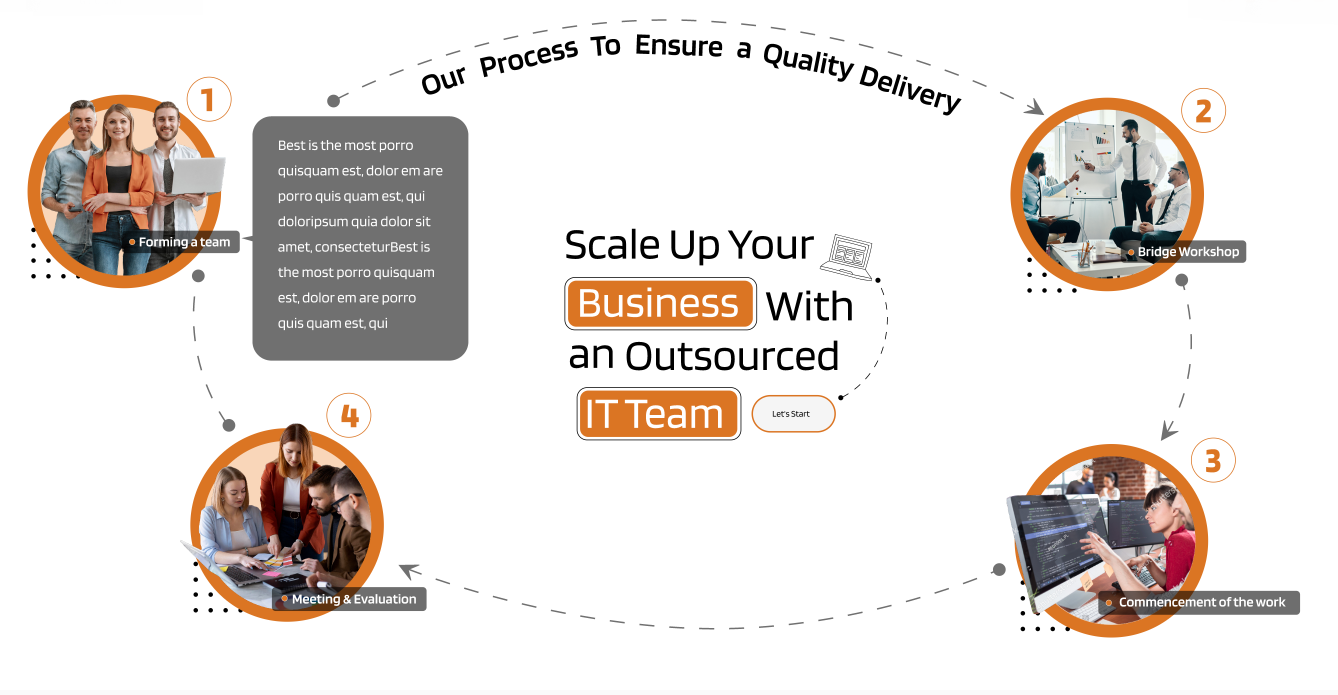 Our Process To Ensure a Quality Delivery
1
Best is the most porro
quisquam est, dolor em are
porro quis quam est, qui
doloripsum quia dolor sit
amet, consecteturBest is
the most porro quisquam
est, dolor em are porro
quis quam est, qui
Forming a team
2
Bridge Workshop
Scale Up Your
Business With
an Outsourced
IT Team
Let's Start
4
Meeting & Evaluation
3
Commencement of the work